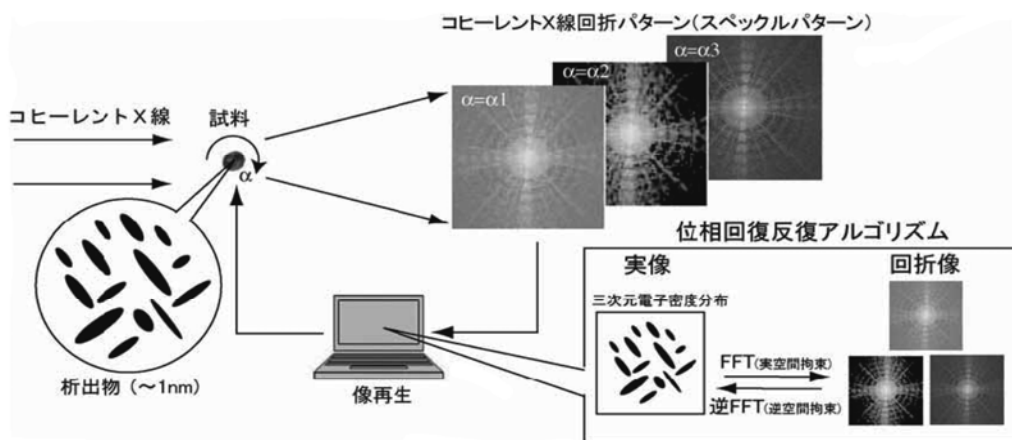 コヒーレントX線回折パターン(スペックルパターン)
α=α3
α=α2
α=α1
コヒーレントX線
試料
α
位相回復反復アルゴリズム
実像
回折像
三次元電子密度分布
FFT(実空間拘束)
逆FFT(逆空間拘束)
析出物(～1nm)
像再生